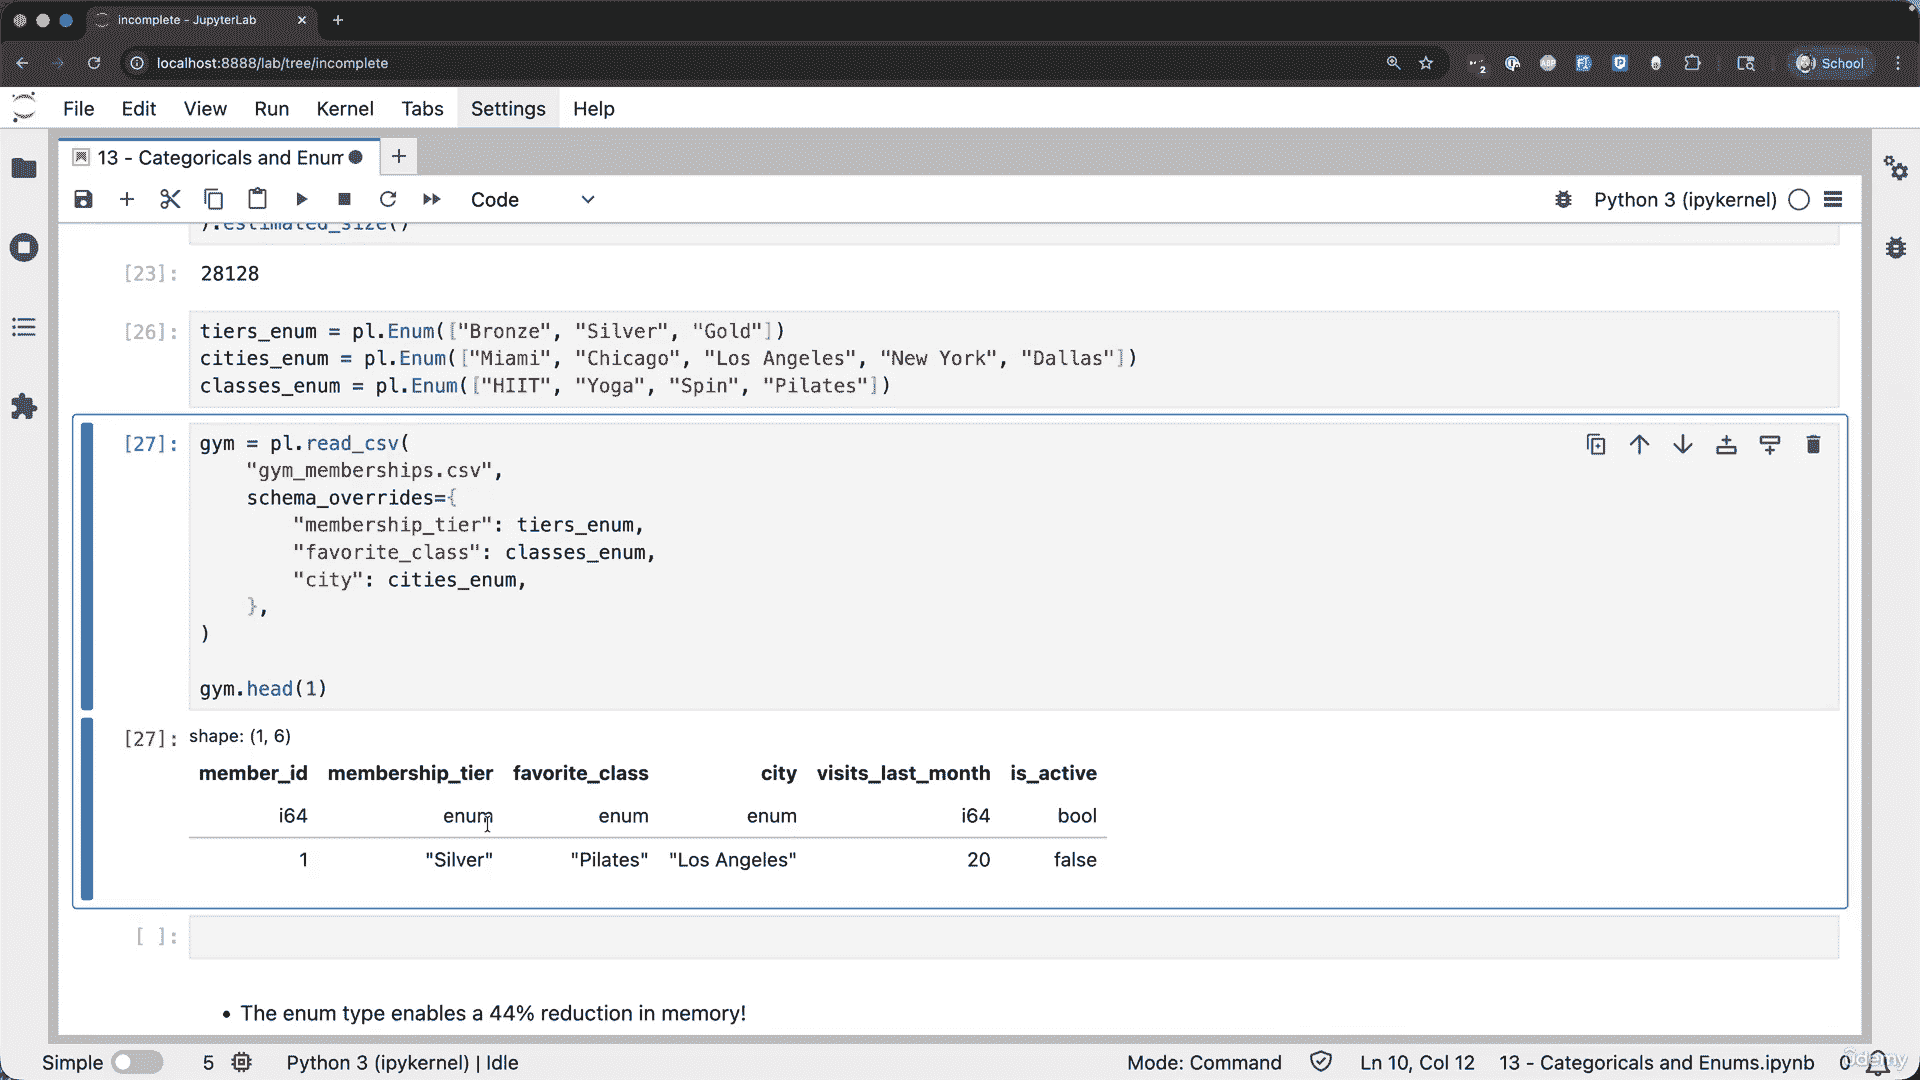 incomplete - JupyterLab
localhost:8888/lab/tree/incomplete
2
ABP
School
File Edit View Run Kernel Tabs Settings Help
13 - Categoricals and Enum
Code
Python 3 (ipykernel)
).estimated_size()
[23]: 28128
[26]: tiers_enum = pl.Enum(["Bronze", "Silver", "Gold"])
cities_enum = pl.Enum(["Miami", "Chicago", "Los Angeles", "New York", "Dallas"])
classes_enum = pl.Enum(["HIIT", "Yoga", "Spin", "Pilates"])
[27]: gym = pl.read_csv(
"gym_memberships.csv",
schema_overrides={
"membership_tier": tiers_enum,
"favorite_class": classes_enum,
"city": cities_enum,
},
)
gym.head(1)
[27]: shape: (1, 6)
member_id membership_tier favorite_class city visits_last_month is_active
i64 enum enum enum i64 bool
1 "Silver" "Pilates" "Los Angeles" 20 false
[ ]:
• The enum type enables a 44% reduction in memory!
Simple 5 Python 3 (ipykernel) | Idle Mode: Command Ln 10, Col 12 13 - Categoricals and Enums.ipynb 0
udemy